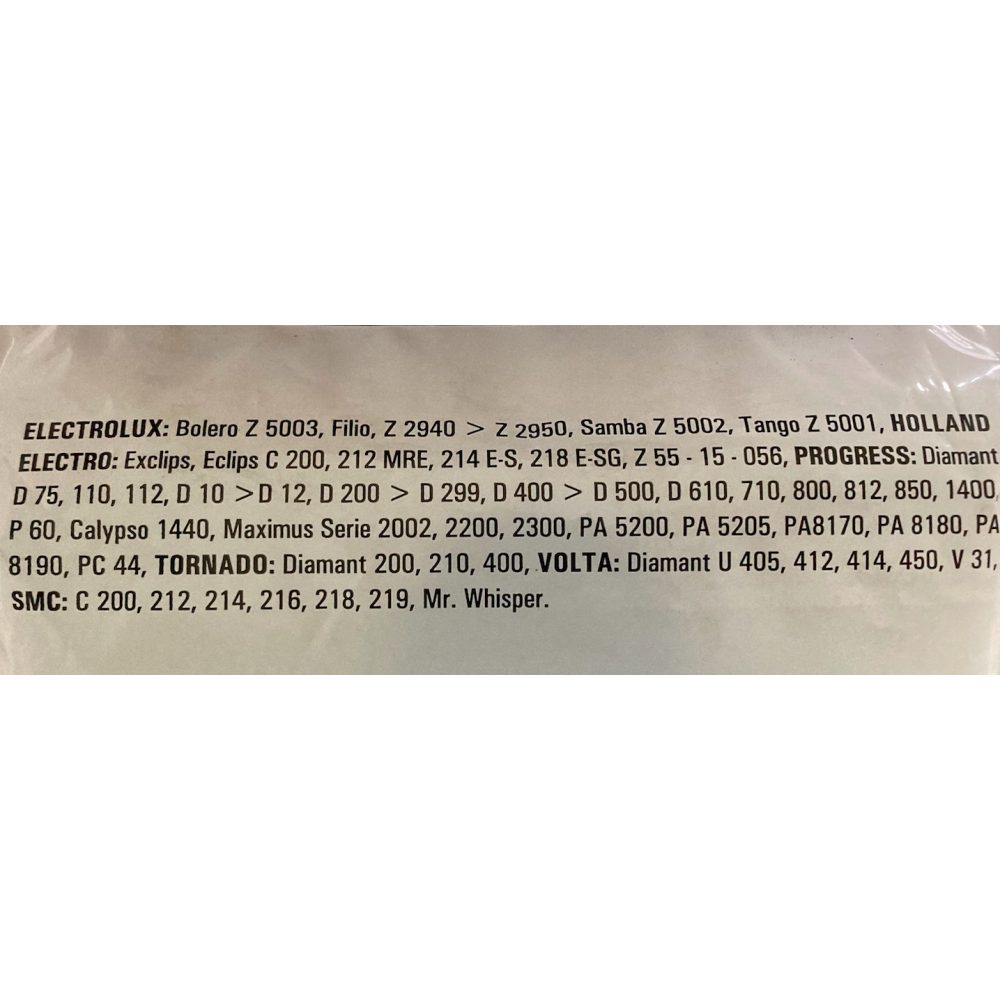 ELECTROLUX: Bolero Z 5003, Filio, Z 2940 > Z 2950, Samba Z 5002, Tango Z 5001, HOLLAND
ELECTRO: Exclips, Eclips C 200, 212 MRE, 214 E-S, 218 E-SG, Z 55 - 15 - 056, PROGRESS: Diamant
D 75, 110, 112, D 10 >D 12, D 200 > D 299, D 400 > D 500, D 610, 710, 800, 812, 850, 1400,
P 60, Calypso 1440, Maximus Serie 2002, 2200, 2300, PA 5200, PA 5205, PA8170, PA 8180, PA
8190, PC 44, TORNADO: Diamant 200, 210, 400, VOLTA: Diamant U 405, 412, 414, 450, V 31,
SMC: C 200, 212, 214, 216, 218, 219, Mr. Whisper.